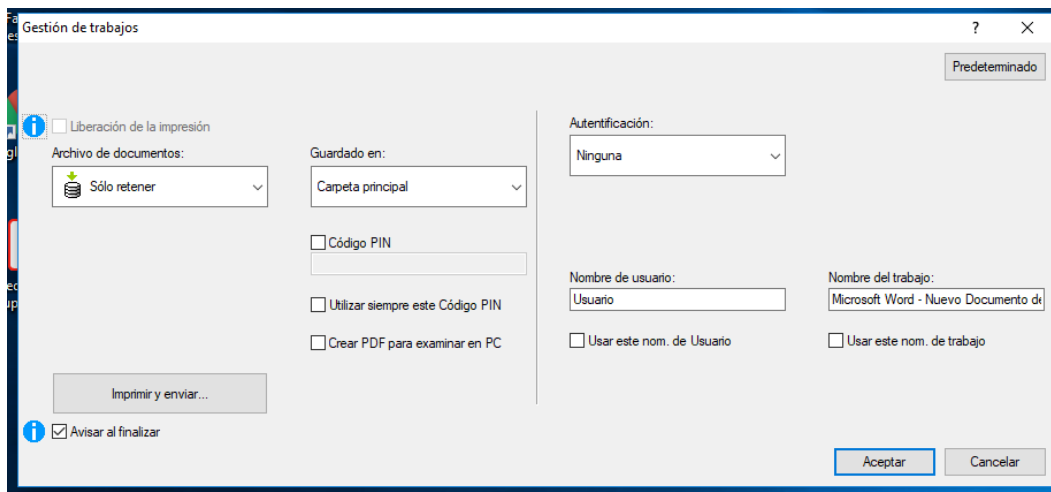 Gestión de trabajos
?
Predeterminado
Liberación de la impresión
Archivo de documentos:
Sólo retener
Guardado en:
Carpeta principal
Código PIN
Utilizar siempre este Código PIN
Crear PDF para examinar en PC
Imprimir y enviar...
Avisar al finalizar
Autentificación:
Ninguna
Nombre de usuario:
Usuario
Usar este nom. de Usuario
Nombre del trabajo:
Microsoft Word - Nuevo Documento de
Usar este nom. de trabajo
Aceptar
Cancelar